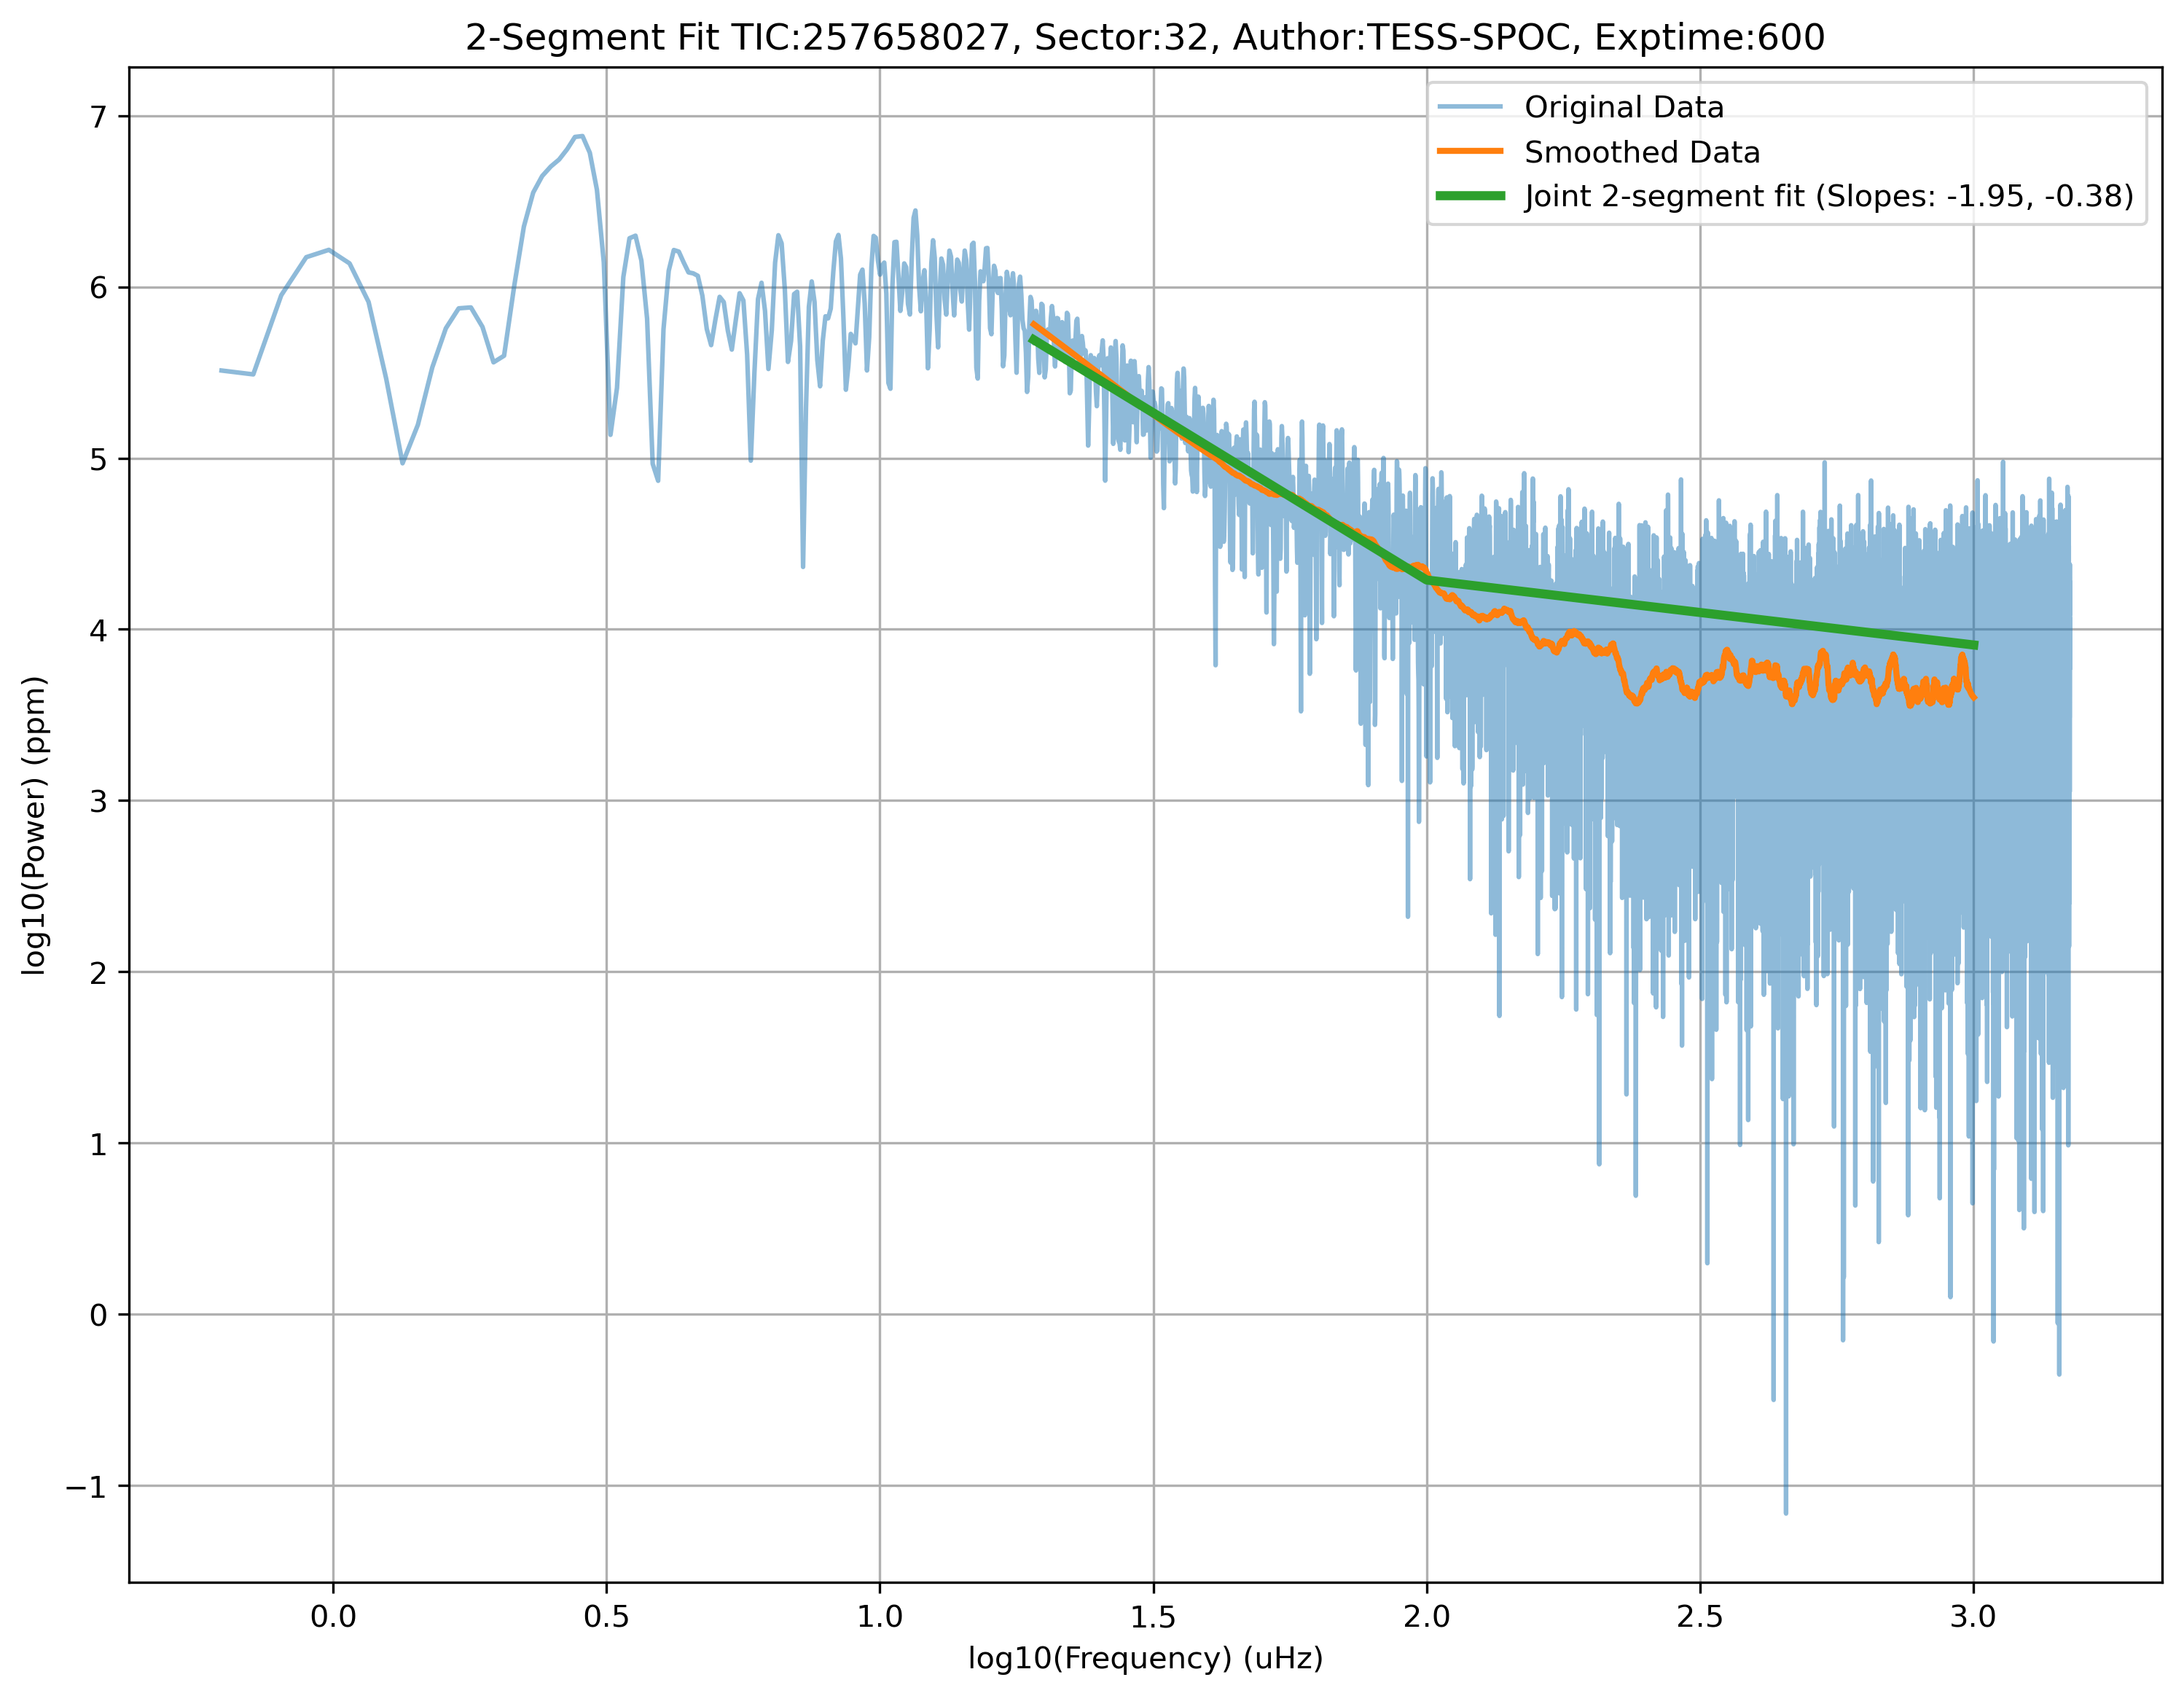 2-Segment Fit TIC:257658027, Sector:32, Author:TESS-SPOC, Exptime:600
Original Data
Smoothed Data
Joint 2-segment fit (Slopes: -1.95, -0.38)
log10(Power) (ppm)
7
6
5
4
3
2
1
0
−1
0.0 0.5 1.0 1.5 2.0 2.5 3.0
log10(Frequency) (uHz)